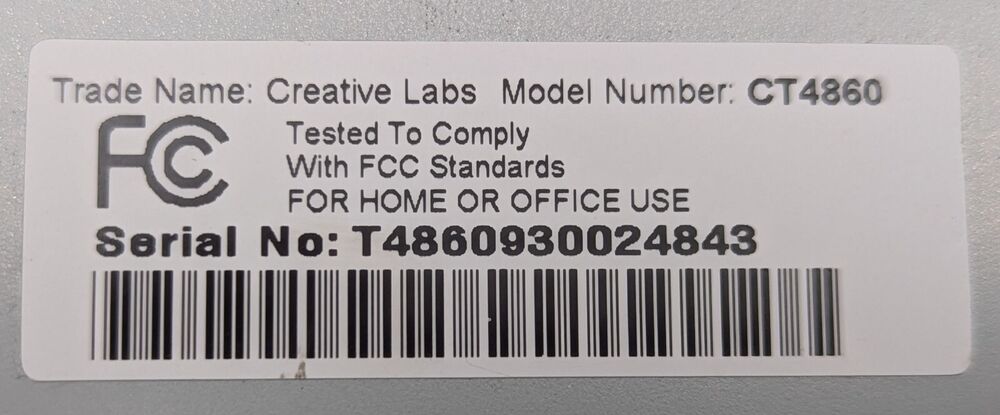 Trade Name: Creative Labs Model Number: CT4860
FC
Tested To Comply
With FCC Standards
FOR HOME OR OFFICE USE
Serial No: T4860930024843